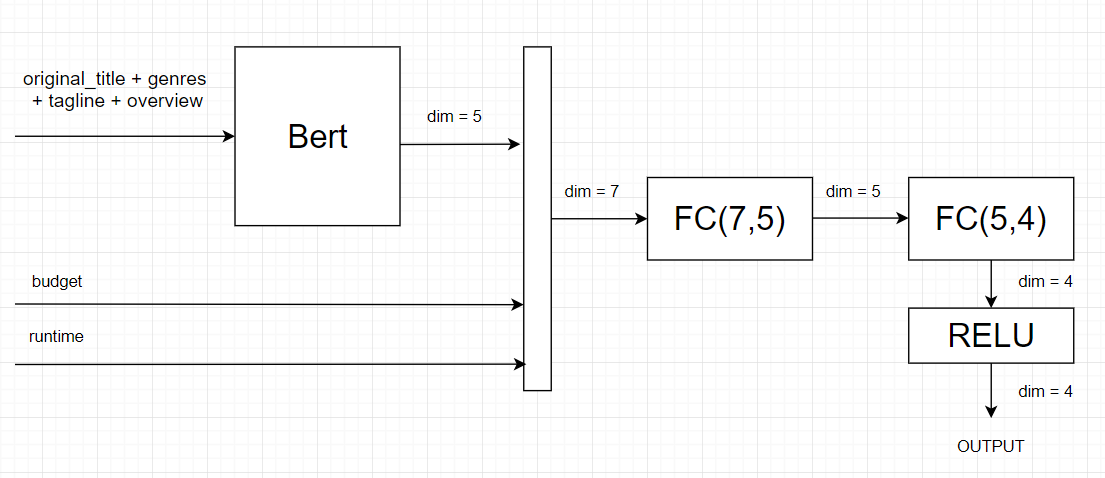 original_title + genres
+ tagline + overview
Bert
dim = 5
budget
runtime
dim = 7
FC(7,5)
dim = 5
FC(5,4)
dim = 4
RELU
dim = 4
OUTPUT